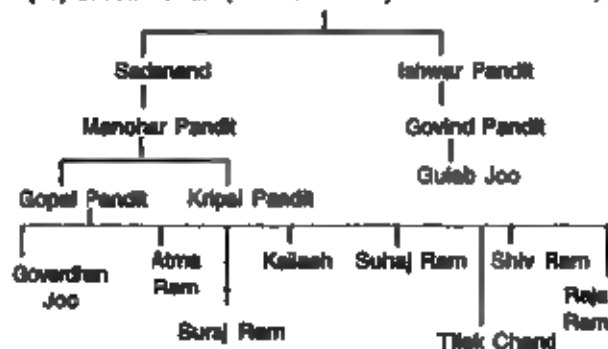 Sadanand Ishwar Pandit
Manohar Pandit Govind Pandit
Gopal Pandit Kripal Pandit Gulab Joo
Goverdhan Joo Atma Ram Kailash Suhaj Ram Shiv Ram Raja Ram
Suraj Ram Tilak Chand